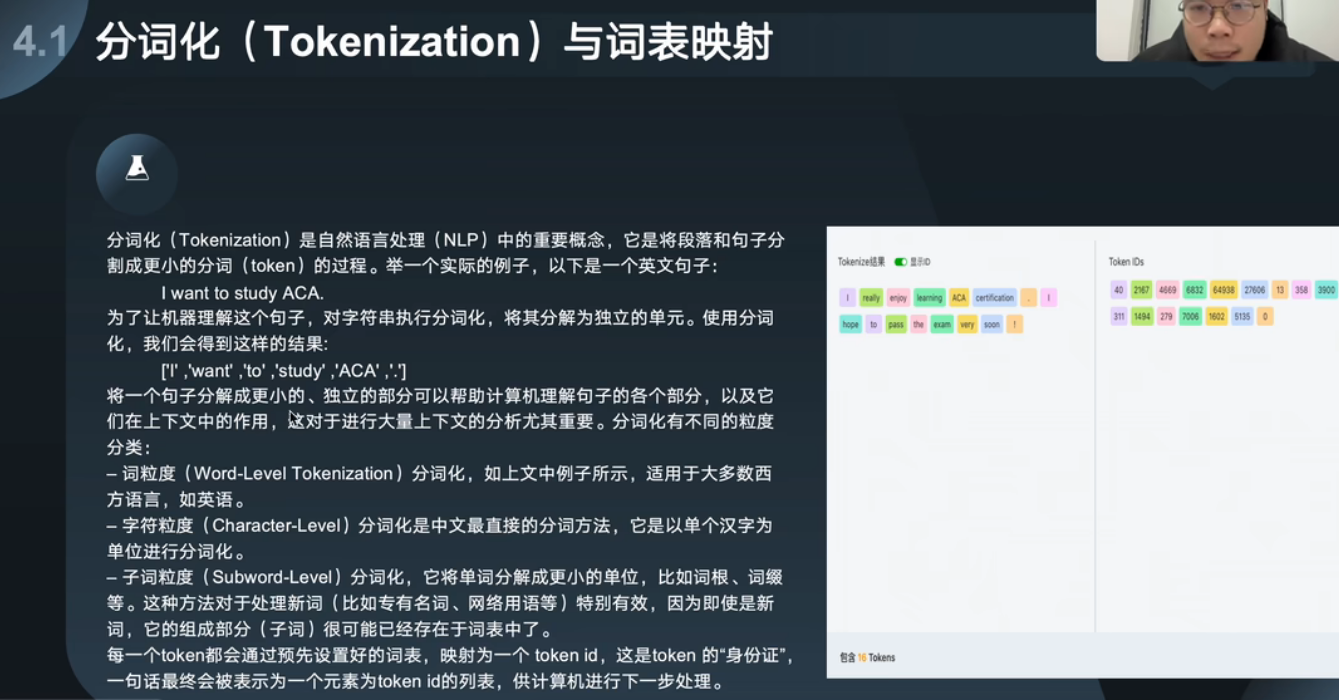 4.1 分词化（Tokenization）与词表映射
分词化（Tokenization）是自然语言处理（NLP）中的重要概念，它是将段落和句子分
割成更小的分词（token）的过程。举一个实际的例子，以下是一个英文句子：
I want to study ACA.
为了让机器理解这个句子，对字符串执行分词化，将其分解为独立的单元。使用分词
化，我们会得到这样的结果:
['I' ,'want' ,'to' ,'study' ,'ACA' ,'.']
将一个句子分解成更小的、独立的部分可以帮助计算机理解句子的各个部分，以及它
们在上下文中的作用，这对于进行大量上下文的分析尤其重要。分词化有不同的粒度
分类：
– 词粒度（Word-Level Tokenization）分词化，如上文中例子所示，适用于大多数西
方语言，如英语。
– 字符粒度（Character-Level）分词化是中文最直接的分词方法，它是以单个汉字为
单位进行分词化。
– 子词粒度（Subword-Level）分词化，它将单词分解成更小的单位，比如词根、词缀
等。这种方法对于处理新词（比如专有名词、网络用语等）特别有效，因为即使是新
词，它的组成部分（子词）很可能已经存在于词表中了。
每一个token都会通过预先设置好的词表，映射为一个 token id，这是token 的“身份证”，
一句话最终会被表示为一个元素为token id的列表，供计算机进行下一步处理。
Tokenize结果 显示ID
I really enjoy learning ACA certification . I
hope to pass the exam very soon !
包含 16 Tokens
Token IDs
40 2167 4669 6832 64938 27606 13 358 3900
311 1494 279 7006 1602 5135 0